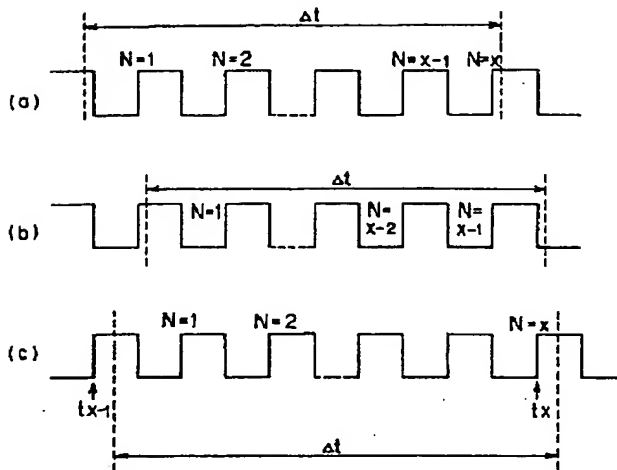 Δt
N=1 N=2 N=x-1 N=x
(a)
Δt
N=1 N= x-2 N= x-1
(b)
N=1 N=2 N=x
(c)
tx-1 tx
Δt